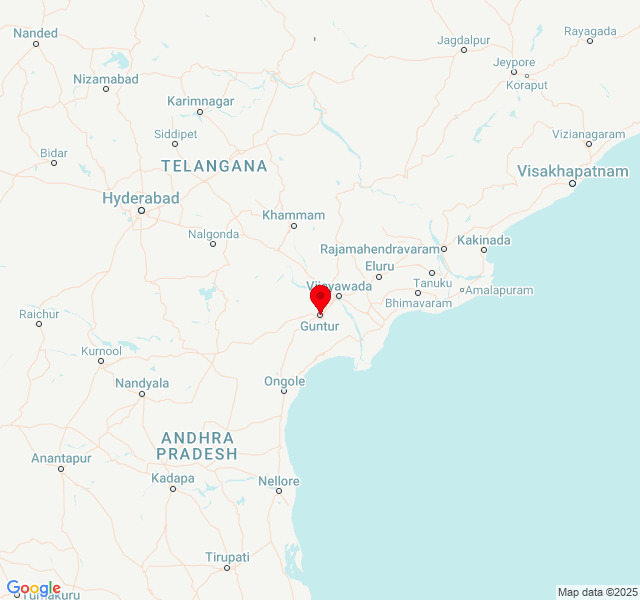 Nanded
Jagdalpur
Rayagada
Jeypore
Nizamabad
Koraput
Karimnagar
Siddipet
Vizianagaram
Bidar
TELANGANA
Visakhapatnam
Hyderabad
Khammam
Nalgonda
Rajamahendravaram
Kakinada
Eluru
Tanuku
Vijayawada
Amalapuram
Bhimavaram
Raichur
Guntur
Kurnool
Nandyala
Ongole
ANDHRA
PRADESH
Anantapur
Kadapa
Nellore
Tirupati
Google
Tumakuru
Map data ©2025